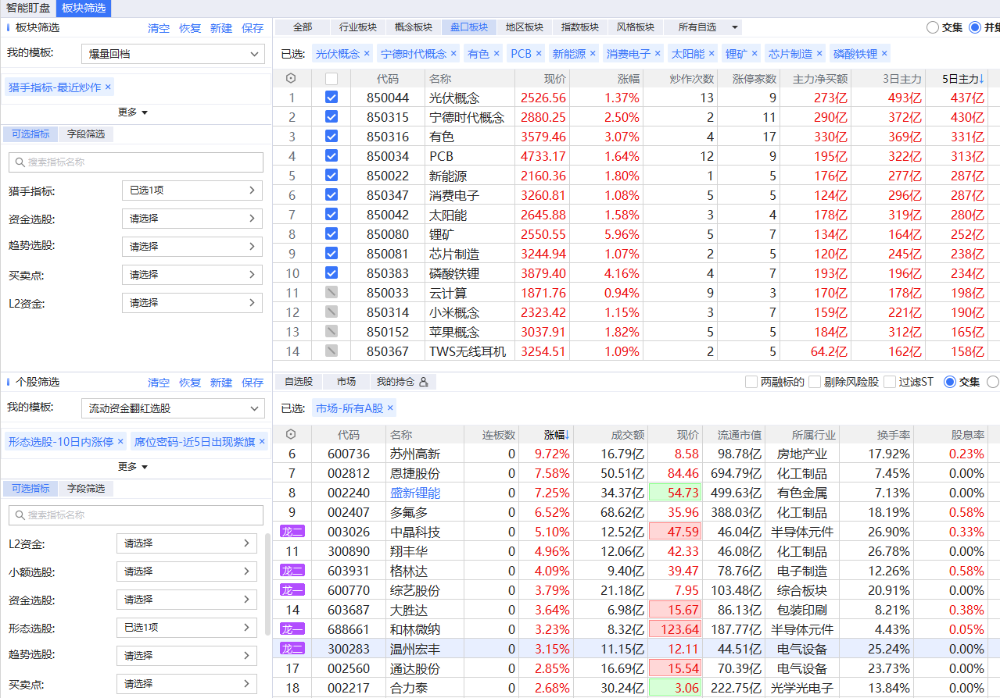 智能盯盘 板块筛选
板块筛选 清空 恢复 新建 保存
我的模板: 爆量回档
猎手指标-最近炒作 ×
更多
可选指标 字段筛选
搜索指标名称
猎手指标: 已选1项
资金选股: 请选择
趋势选股: 请选择
买卖点: 请选择
L2资金: 请选择
全部 行业板块 概念板块 盘口板块 地区板块 指数板块 风格板块 所有自选 交集 并集
已选: 光伏概念 × 宁德时代概念 × 有色 × PCB × 新能源 × 消费电子 × 太阳能 × 锂矿 × 芯片制造 × 磷酸铁锂 ×
代码 名称 现价 涨幅 炒作次数 涨停家数 主力净买额 3日主力 5日主力↓
1 850044 光伏概念 2526.56 1.37% 13 9 273亿 493亿 437亿
2 850315 宁德时代概念 2880.25 2.50% 2 11 290亿 372亿 430亿
3 850316 有色 3579.46 3.07% 4 17 330亿 369亿 331亿
4 850034 PCB 4733.17 1.64% 12 9 195亿 322亿 313亿
5 850022 新能源 2160.36 1.80% 1 5 176亿 277亿 287亿
6 850347 消费电子 3260.81 1.08% 5 5 124亿 296亿 287亿
7 850042 太阳能 2645.88 1.58% 3 4 178亿 319亿 280亿
8 850080 锂矿 2550.55 5.96% 5 7 134亿 164亿 252亿
9 850081 芯片制造 3244.94 1.07% 2 5 120亿 245亿 238亿
10 850383 磷酸铁锂 3879.40 4.16% 4 7 193亿 196亿 234亿
11 850033 云计算 1871.76 0.94% 9 3 170亿 178亿 198亿
12 850314 小米概念 2323.42 1.15% 3 7 159亿 221亿 190亿
13 850152 苹果概念 3037.91 1.82% 5 5 184亿 312亿 165亿
14 850367 TWS无线耳机 3254.51 1.09% 2 5 64.2亿 162亿 158亿
个股筛选 清空 恢复 新建 保存
我的模板: 流动资金翻红选股
形态选股-10日内涨停 × 席位密码-近5日出现紫旗 ×
更多
可选指标 字段筛选
搜索指标名称
L2资金: 请选择
小额选股: 请选择
资金选股: 请选择
形态选股: 已选1项
趋势选股: 请选择
买卖点: 请选择
自选股 市场 我的持仓 两融标的 剔除风险股 过滤ST 交集
已选: 市场-所有A股 ×
代码 名称 连板数 涨幅↓ 成交额 现价 流通市值 所属行业 换手率 股息率
6 600736 苏州高新 0 9.72% 16.79亿 8.58 98.78亿 房地产业 17.92% 0.23%
7 002812 恩捷股份 0 7.58% 50.51亿 84.46 694.79亿 化工制品 7.45% 0.00%
8 002240 盛新锂能 0 7.25% 34.37亿 54.73 499.63亿 有色金属 7.13% 0.00%
9 002407 多氟多 0 6.52% 68.62亿 35.96 388.03亿 化工制品 18.19% 0.58%
龙二 003026 中晶科技 0 5.10% 12.52亿 47.59 46.04亿 半导体元件 26.90% 0.33%
11 300890 翔丰华 0 4.96% 12.06亿 42.33 46.08亿 化工制品 26.78% 0.00%
龙二 603931 格林达 0 4.09% 9.40亿 39.47 78.76亿 电子制造 12.26% 0.58%
龙一 600770 综艺股份 0 3.79% 21.18亿 7.95 103.48亿 综合板块 20.91% 0.00%
14 603687 大胜达 0 3.64% 6.98亿 15.67 86.13亿 包装印刷 8.21% 0.38%
龙一 688661 和林微纳 0 3.23% 8.32亿 123.64 187.77亿 半导体元件 4.43% 0.05%
龙二 300283 温州宏丰 0 3.15% 11.15亿 12.11 44.51亿 电气设备 25.24% 0.00%
17 002560 通达股份 0 2.85% 16.69亿 15.54 70.39亿 电气设备 23.73% 0.00%
18 002217 合力泰 0 2.68% 30.24亿 3.06 222.75亿 光学光电子 13.84% 0.00%